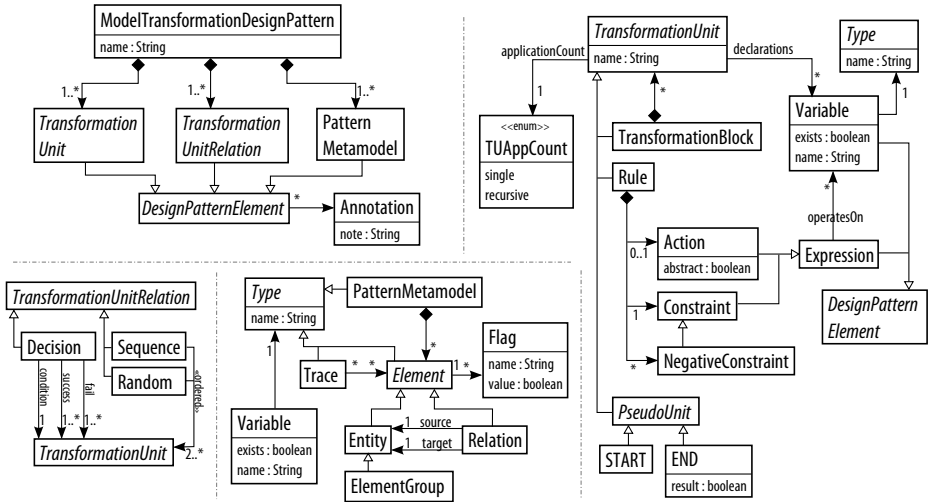 ModelTransformationDesignPattern
name : String
1..*
1..*
1..*
Transformation
Unit
Transformation
UnitRelation
Pattern
Metamodel
DesignPatternElement
*
Annotation
note : String
TransformationUnit
name : String
applicationCount
1
declarations
*
Type
name : String
1
<<enum>>
TUAppCount
single
recursive
*
TransformationBlock
Variable
exists : boolean
name : String
Rule
*
operatesOn
0..1
Action
abstract : boolean
Expression
1
Constraint
*
NegativeConstraint
DesignPattern
Element
PseudoUnit
START
END
result : boolean
TransformationUnitRelation
Decision
Sequence
Random
condition
success
fail
«ordered»
1
1..*
1..*
2..*
TransformationUnit
Type
name : String
PatternMetamodel
1
*
Trace
*
*
Element
1
*
Flag
name : String
value : boolean
Variable
exists : boolean
name : String
Entity
1
source
1
target
Relation
ElementGroup